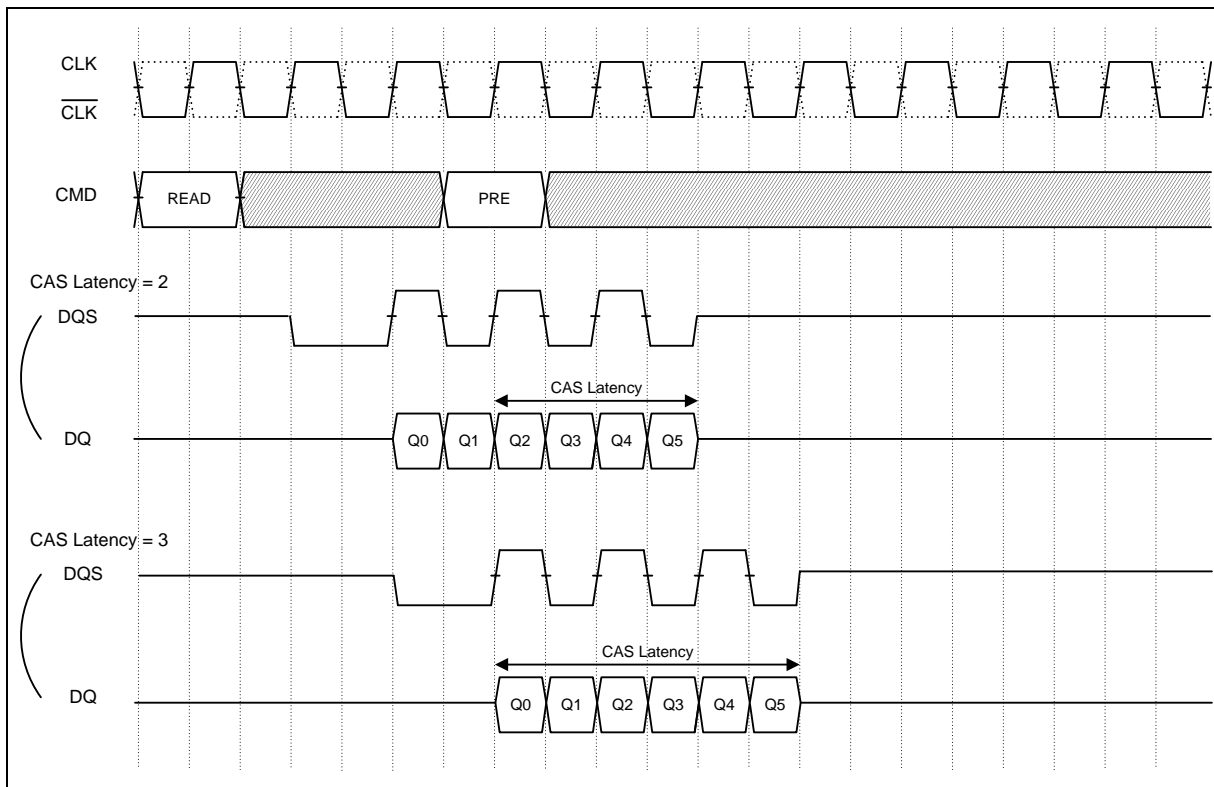 CLK
CLK
CMD
READ
PRE
CAS Latency = 2
DQS
CAS Latency
DQ
Q0
Q1
Q2
Q3
Q4
Q5
CAS Latency = 3
DQS
CAS Latency
DQ
Q0
Q1
Q2
Q3
Q4
Q5